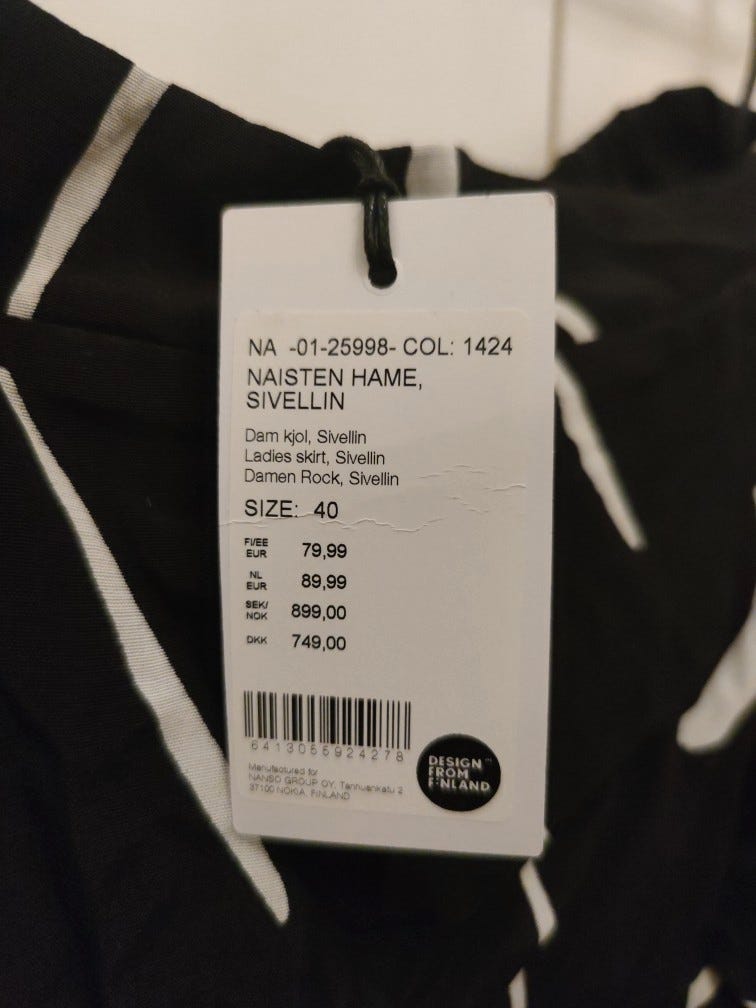 NA -01-25998- COL: 1424
NAISTEN HAME,
SIVELLIN
Dam kjol, Sivellin
Ladies skirt, Sivellin
Damen Rock, Sivellin
SIZE: 40
FI/EE
EUR 79,99
NL
EUR 89,99
SEK/
NOK 899,00
DKK 749,00
6413055924278
Manufactured for
NANSO GROUP OY, Tanhuankatu 2
37100 NOKIA, FINLAND
DESIGN
FROM
FINLAND